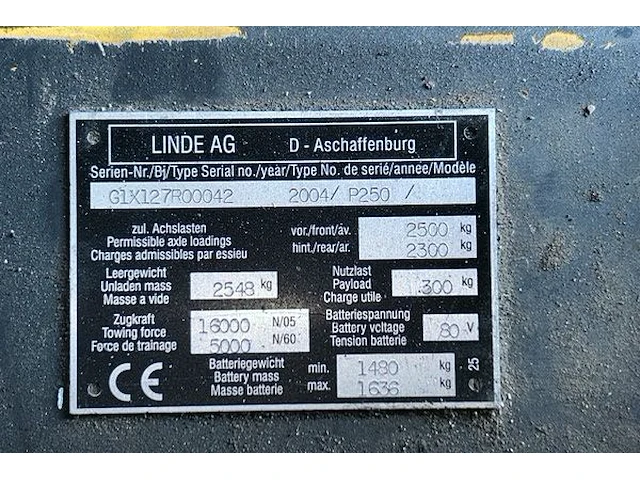 LINDE AG D - Aschaffenburg
Serien-Nr./Bj/Type Serial no./year/Type No. de serié/année/Modèle
G1X127R00042 2004/ P250 /
zul. Achslasten vor./front/áv. 2500 kg
Permissible axle loadings hint./rear/ar. 2300 kg
Charges admissibles par essieu
Leergewicht Nutzlast
Unladen mass 2548 kg Payload 300 kg
Masse a vide Charge utile
Zugkraft 16000 N/05 Batteriespannung
Towing force Battery voltage 80 V
Force de trainage 5000 N/60 Tension batterie
Batteriegewicht min. 1480 kg
Battery mass
Masse batterie max. 1636 kg
CE 25